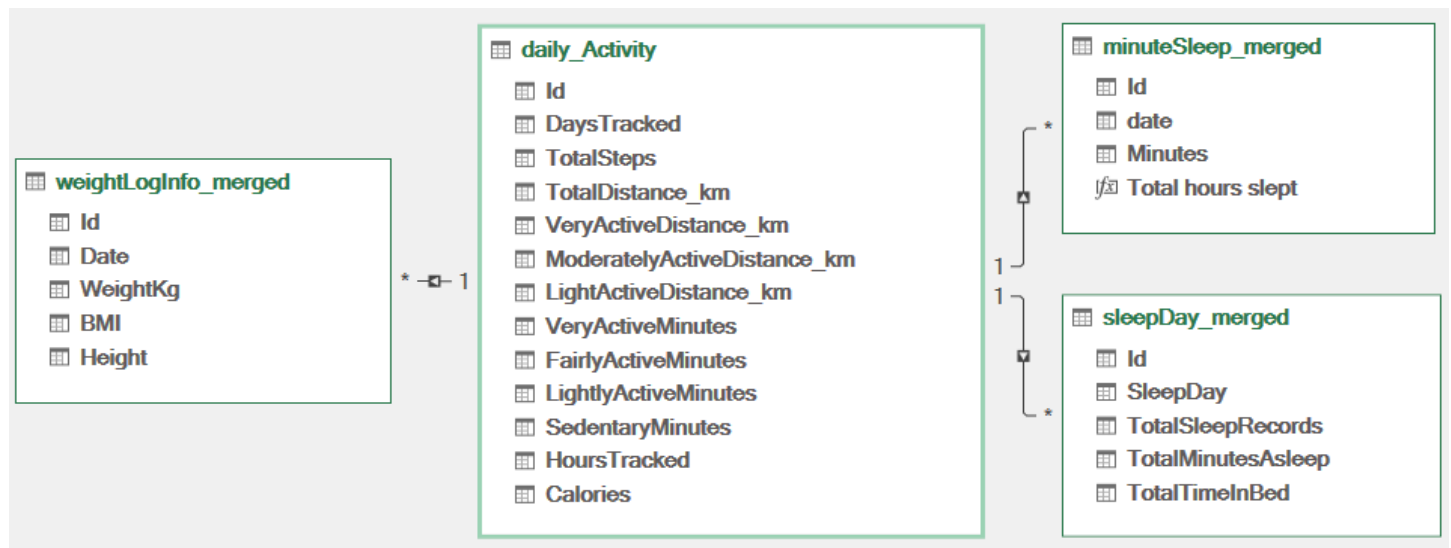 weightLogInfo_merged
Id
Date
WeightKg
BMI
Height
* 1
daily_Activity
Id
DaysTracked
TotalSteps
TotalDistance_km
VeryActiveDistance_km
ModeratelyActiveDistance_km
LightActiveDistance_km
VeryActiveMinutes
FairlyActiveMinutes
LightlyActiveMinutes
SedentaryMinutes
HoursTracked
Calories
*
1
1
*
minuteSleep_merged
Id
date
Minutes
fx Total hours slept
sleepDay_merged
Id
SleepDay
TotalSleepRecords
TotalMinutesAsleep
TotalTimeInBed